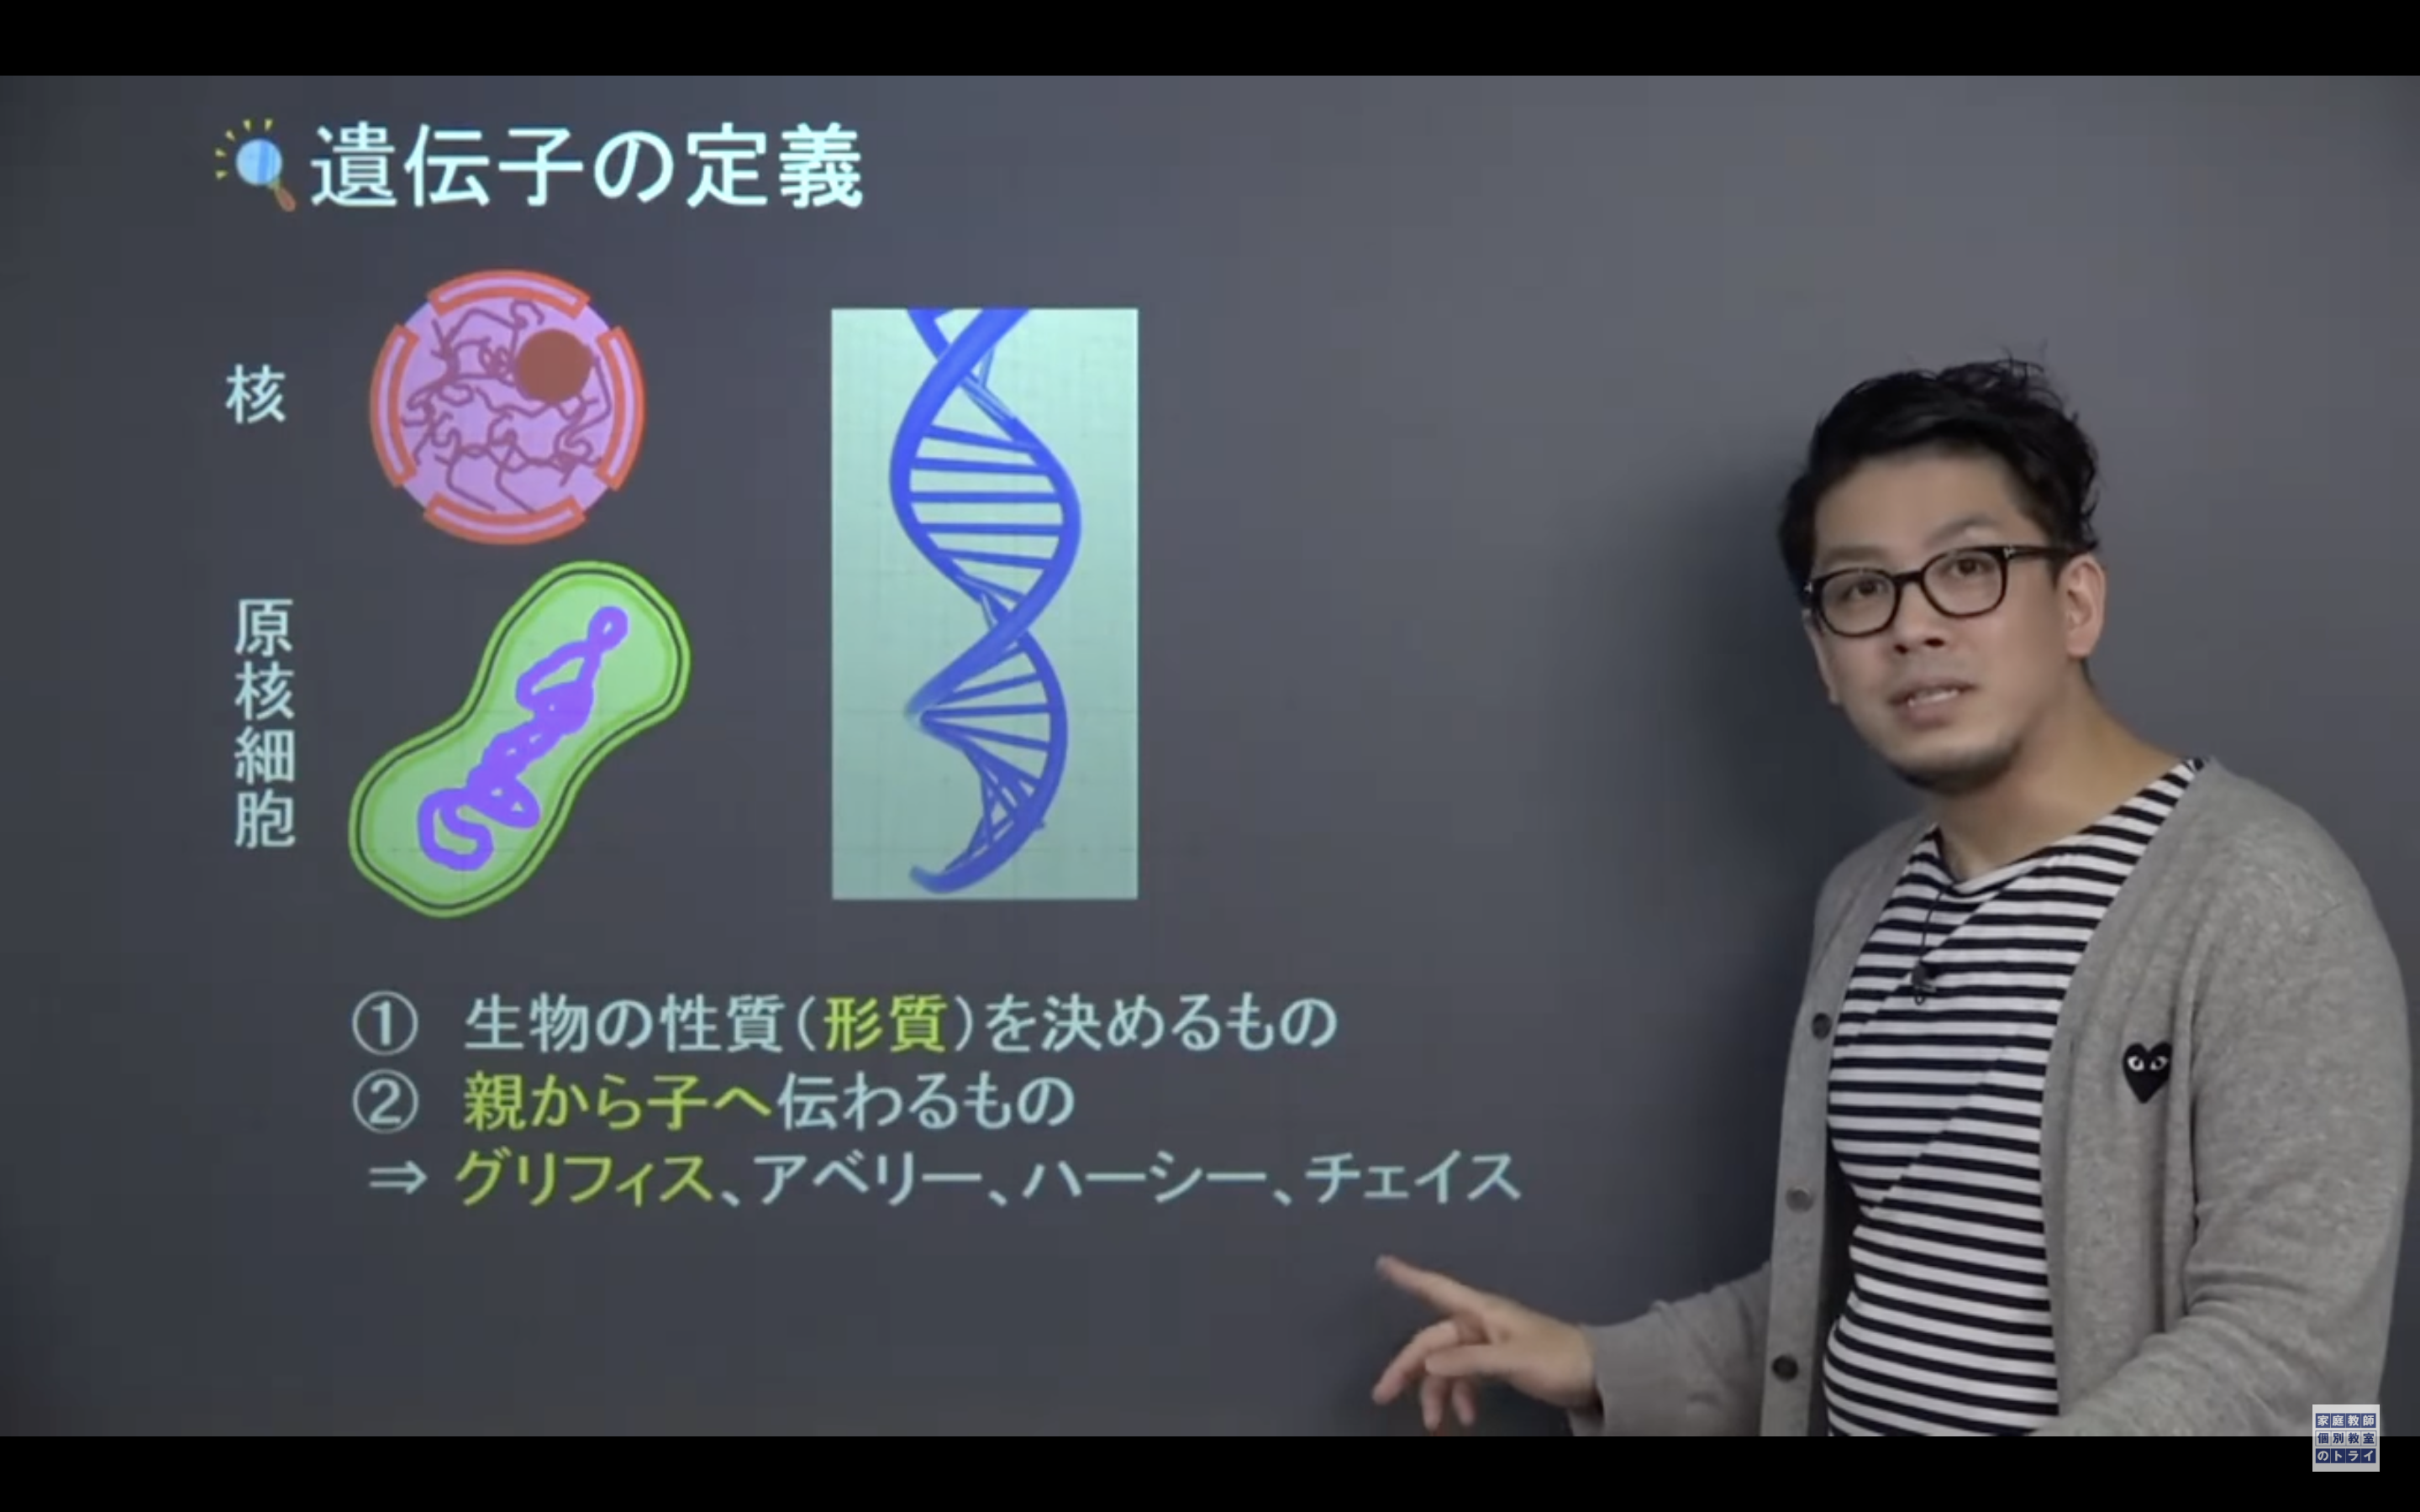 遺伝子の定義
核
原核細胞
① 生物の性質(形質)を決めるもの
② 親から子へ伝わるもの
⇒ グリフィス、アベリー、ハーシー、チェイス
家庭教師
個別教室
のトライ